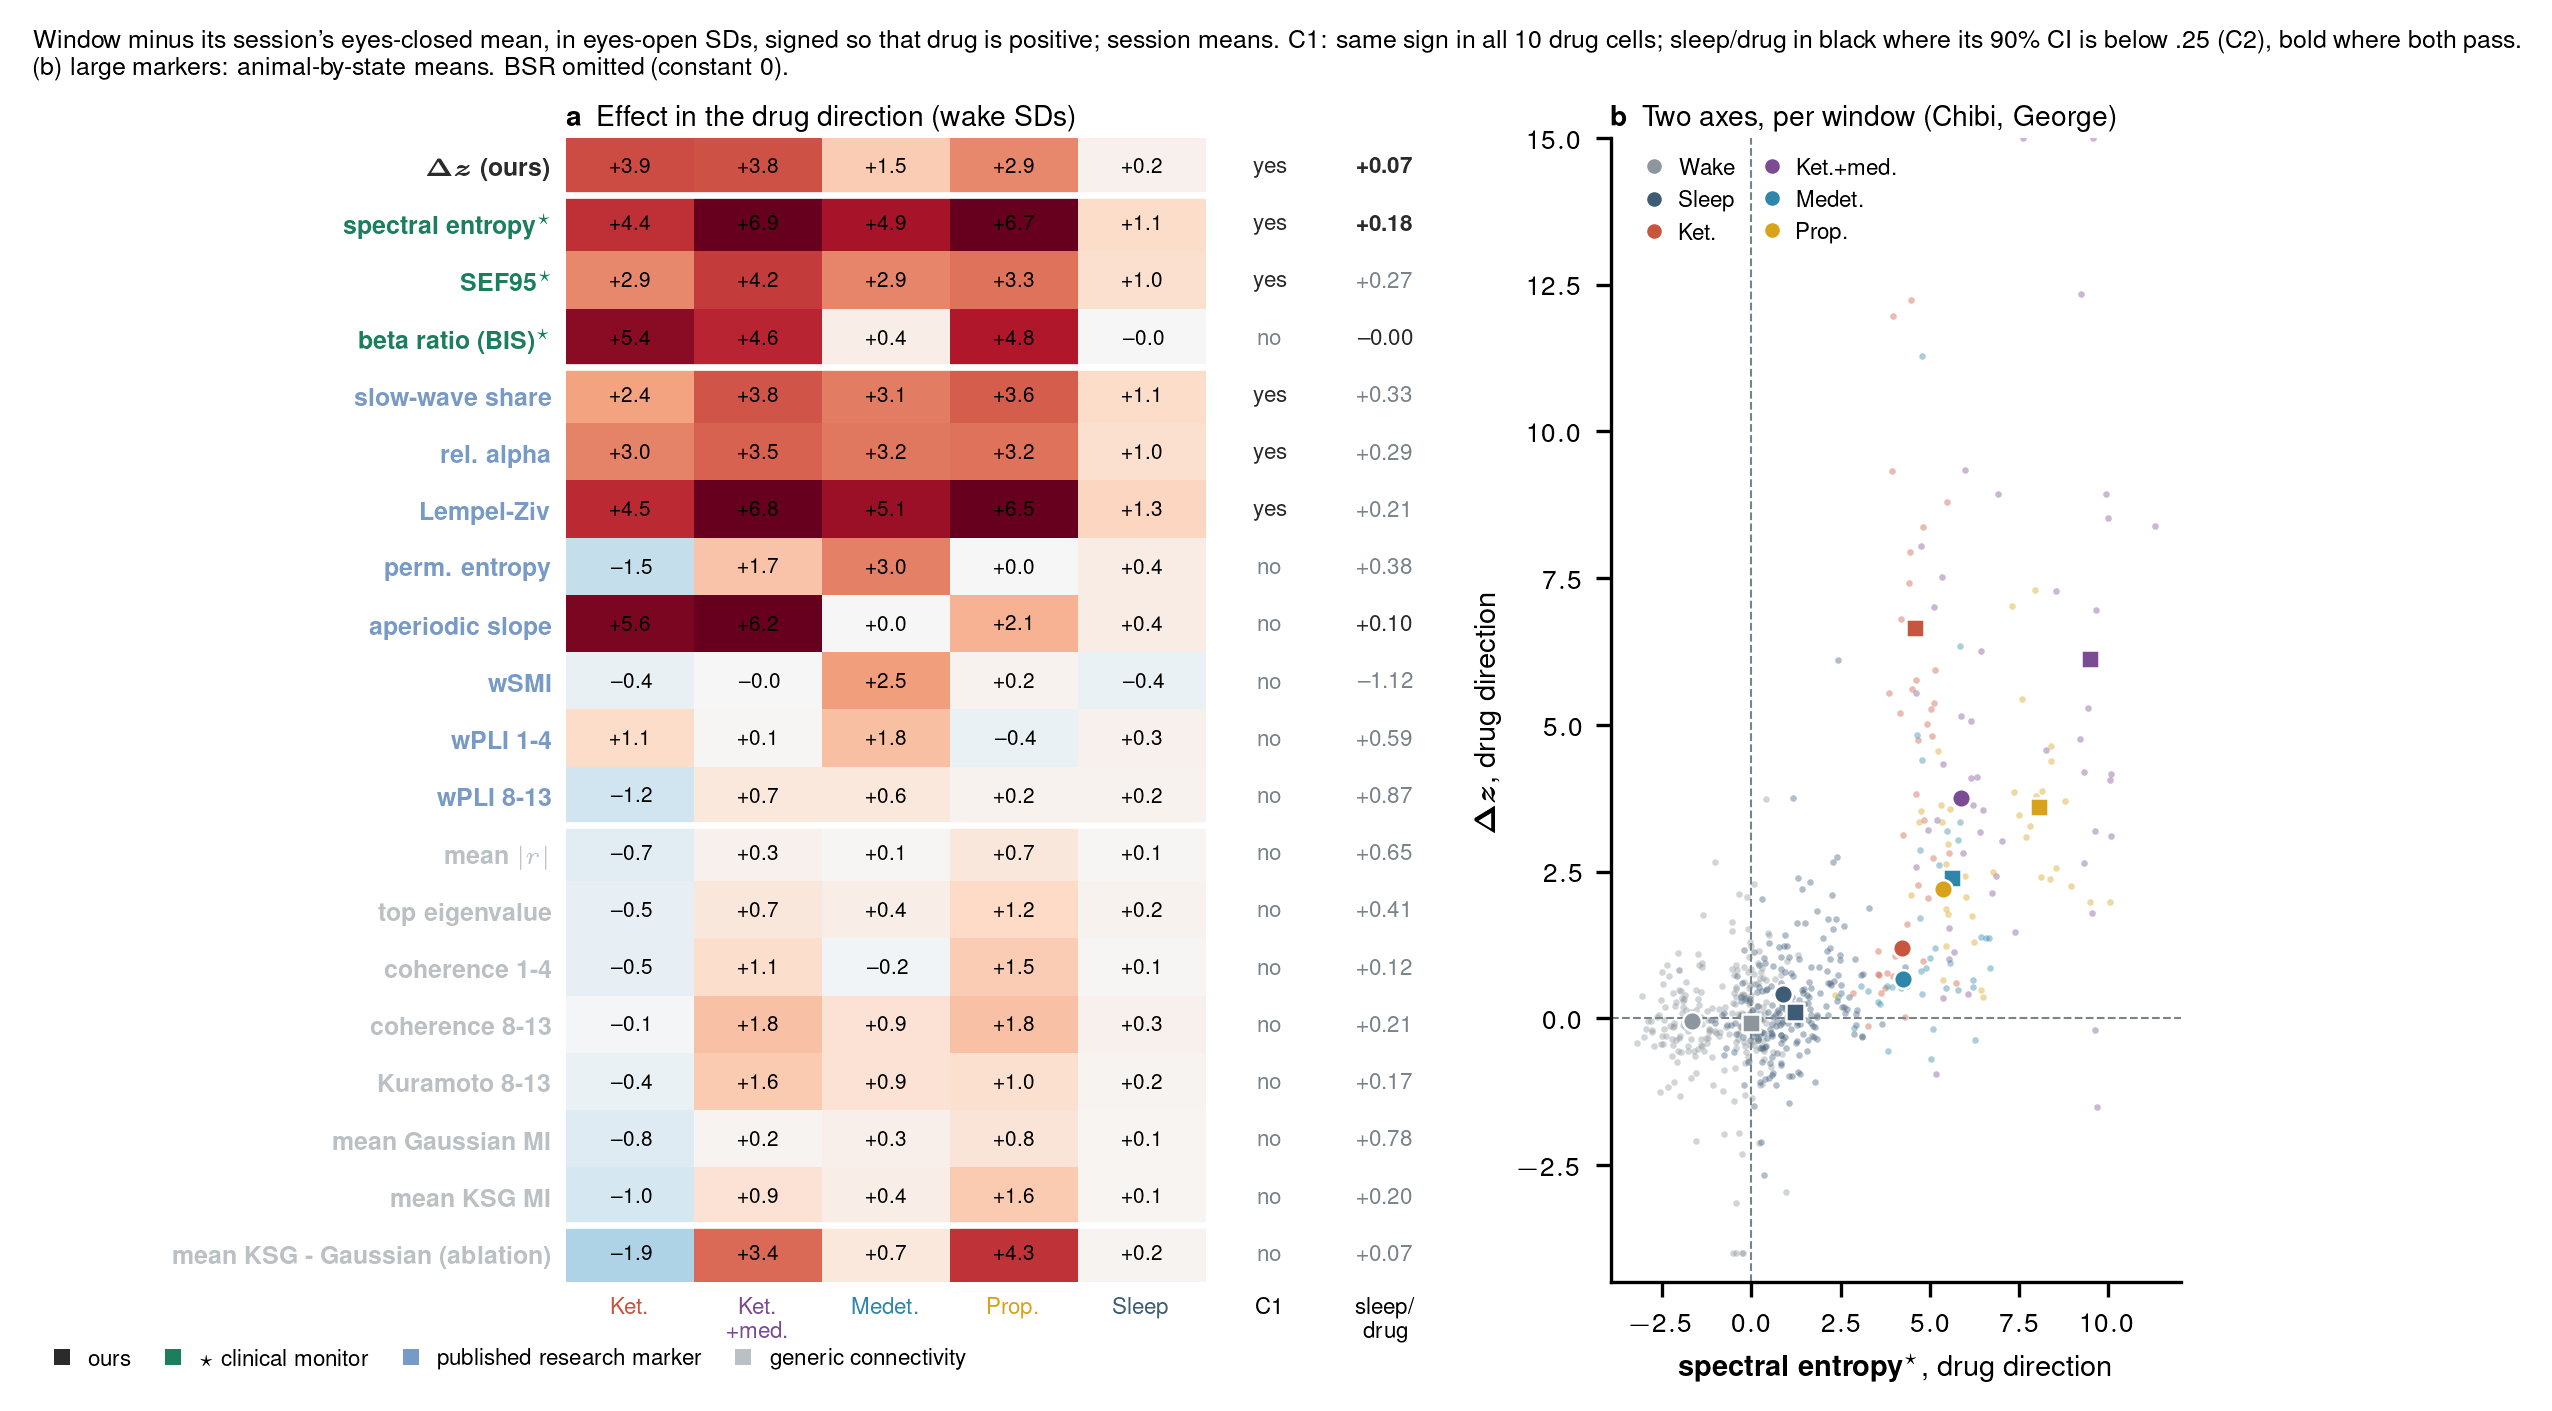 Window minus its session’s eyes-closed mean, in eyes-open SDs, signed so that drug is positive; session means. C1: same sign in all 10 drug cells; sleep/drug in black where its 90% CI is below .25 (C2), bold where both pass.
(b) large markers: animal-by-state means. BSR omitted (constant 0).
a Effect in the drug direction (wake SDs)
Δz (ours) +3.9 +3.8 +1.5 +2.9 +0.2 yes +0.07
spectral entropy⋆ +4.4 +6.9 +4.9 +6.7 +1.1 yes +0.18
SEF95⋆ +2.9 +4.2 +2.9 +3.3 +1.0 yes +0.27
beta ratio (BIS)⋆ +5.4 +4.6 +0.4 +4.8 −0.0 no −0.00
slow-wave share +2.4 +3.8 +3.1 +3.6 +1.1 yes +0.33
rel. alpha +3.0 +3.5 +3.2 +3.2 +1.0 yes +0.29
Lempel-Ziv +4.5 +6.8 +5.1 +6.5 +1.3 yes +0.21
perm. entropy −1.5 +1.7 +3.0 +0.0 +0.4 no +0.38
aperiodic slope +5.6 +6.2 +0.0 +2.1 +0.4 no +0.10
wSMI −0.4 −0.0 +2.5 +0.2 −0.4 no −1.12
wPLI 1-4 +1.1 +0.1 +1.8 −0.4 +0.3 no +0.59
wPLI 8-13 −1.2 +0.7 +0.6 +0.2 +0.2 no +0.87
mean |r| −0.7 +0.3 +0.1 +0.7 +0.1 no +0.65
top eigenvalue −0.5 +0.7 +0.4 +1.2 +0.2 no +0.41
coherence 1-4 −0.5 +1.1 −0.2 +1.5 +0.1 no +0.12
coherence 8-13 −0.1 +1.8 +0.9 +1.8 +0.3 no +0.21
Kuramoto 8-13 −0.4 +1.6 +0.9 +1.0 +0.2 no +0.17
mean Gaussian MI −0.8 +0.2 +0.3 +0.8 +0.1 no +0.78
mean KSG MI −1.0 +0.9 +0.4 +1.6 +0.1 no +0.20
mean KSG - Gaussian (ablation) −1.9 +3.4 +0.7 +4.3 +0.2 no +0.07
Ket. Ket. Medet. Prop. Sleep C1 sleep/
+med. drug
ours ⋆ clinical monitor published research marker generic connectivity
b Two axes, per window (Chibi, George)
Wake Ket.+med.
Sleep Medet.
Ket. Prop.
15.0
12.5
10.0
7.5
5.0
2.5
0.0
−2.5
Δz, drug direction
−2.5 0.0 2.5 5.0 7.5 10.0
spectral entropy⋆, drug direction